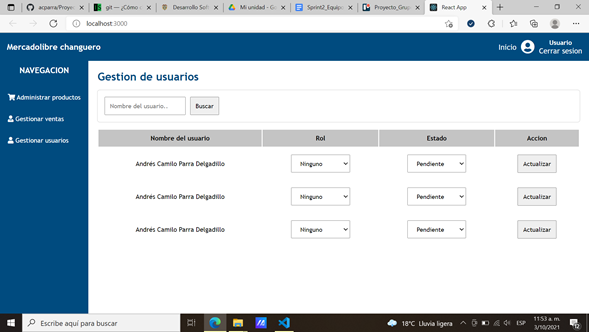 acparra/Proyec
git — ¿Cómo s
Desarrollo Soft
Mi unidad - Go
Sprint2_Equipo
Proyecto_Grup
React App
localhost:3000
Mercadolibre changuero
Inicio
Usuario
Cerrar sesion
NAVEGACION
Administrar productos
Gestionar ventas
Gestionar usuarios
Gestion de usuarios
Nombre del usuario..
Buscar
Nombre del usuario Rol Estado Accion
Andrés Camilo Parra Delgadillo Ninguno Pendiente Actualizar
Andrés Camilo Parra Delgadillo Ninguno Pendiente Actualizar
Andrés Camilo Parra Delgadillo Ninguno Pendiente Actualizar
Escribe aquí para buscar
18°C Lluvia ligera
ESP
11:53 a. m.
3/10/2021